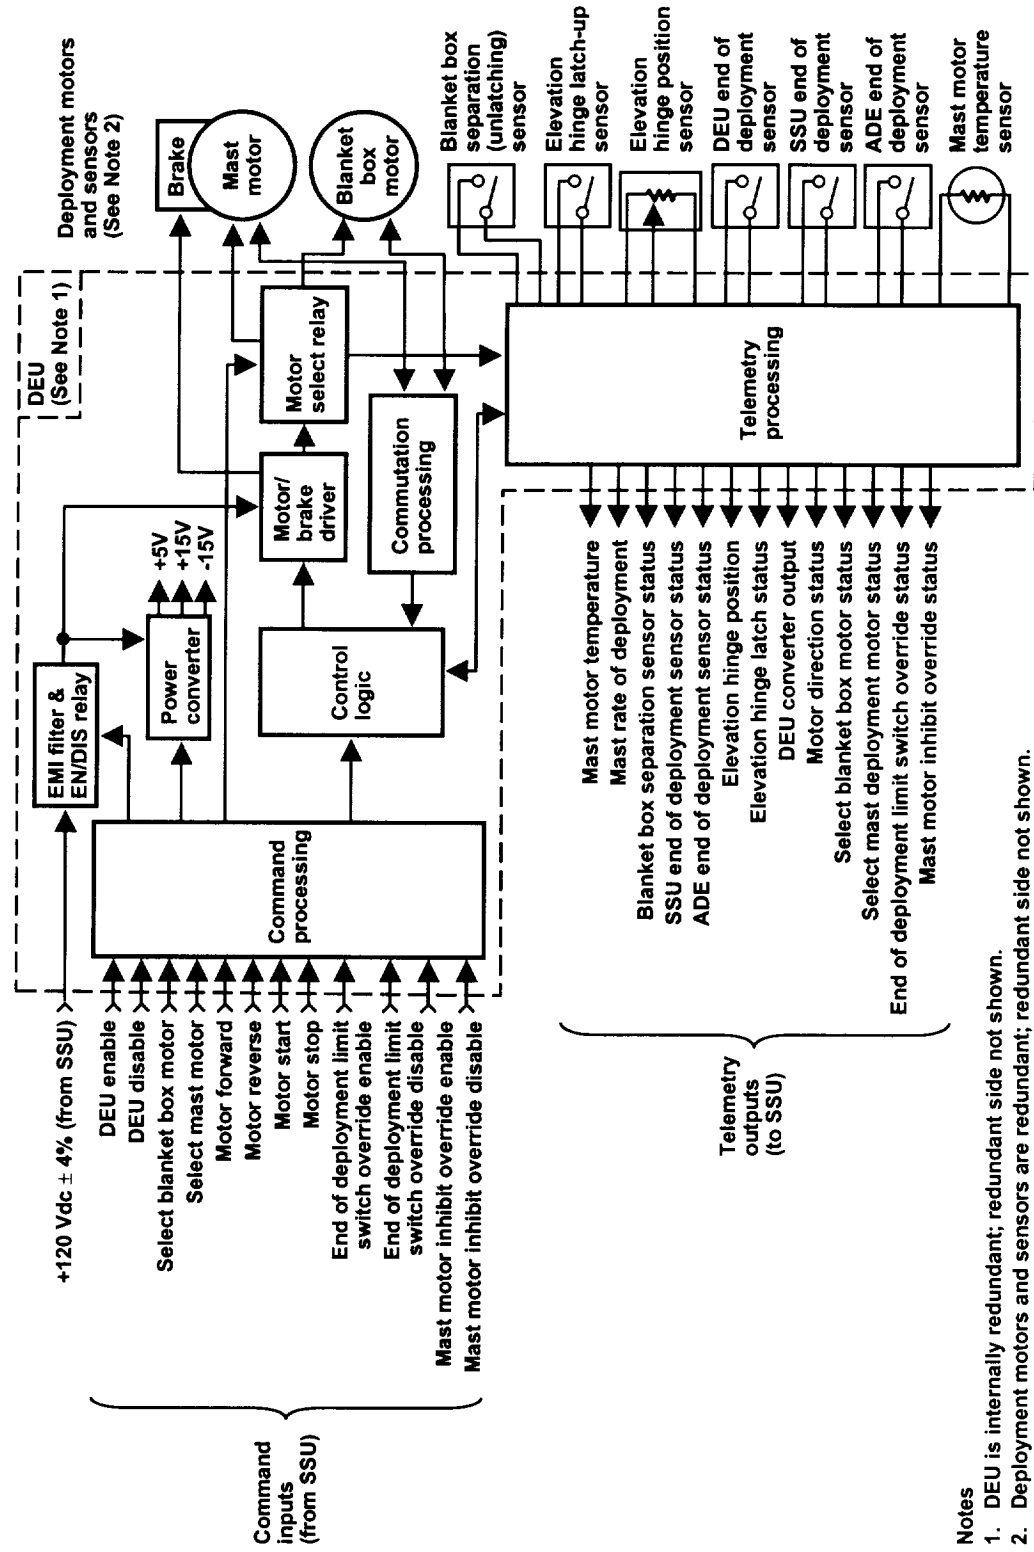 Deployment motors
and sensors
(See Note 2)
DEU
(See Note 1)
+120 Vdc ± 4% (from SSU)
EMI filter &
EN/DIS relay
Power
converter
+5V
+15V
-15V
Brake
Mast
motor
Blanket
box
motor
Motor/
brake
driver
Motor
select relay
Commutation
processing
Control
logic
Command
processing
Command
inputs
(from SSU)
DEU enable
DEU disable
Select blanket box motor
Select mast motor
Motor forward
Motor reverse
Motor start
Motor stop
End of deployment limit
switch override enable
End of deployment limit
switch override disable
Mast motor inhibit override enable
Mast motor inhibit override disable
Blanket box
separation
(unlatching)
sensor
Elevation
hinge latch-up
sensor
Elevation
hinge position
sensor
DEU end of
deployment
sensor
SSU end of
deployment
sensor
ADE end of
deployment
sensor
Mast motor
temperature
sensor
Telemetry
processing
Telemetry
outputs
(to SSU)
Mast motor temperature
Mast rate of deployment
Blanket box separation sensor status
SSU end of deployment sensor status
ADE end of deployment sensor status
Elevation hinge position
Elevation hinge latch status
DEU converter output
Motor direction status
Select blanket box motor status
Select mast deployment motor status
End of deployment limit switch override status
Mast motor inhibit override status
Notes
1. DEU is internally redundant; redundant side not shown.
2. Deployment motors and sensors are redundant; redundant side not shown.